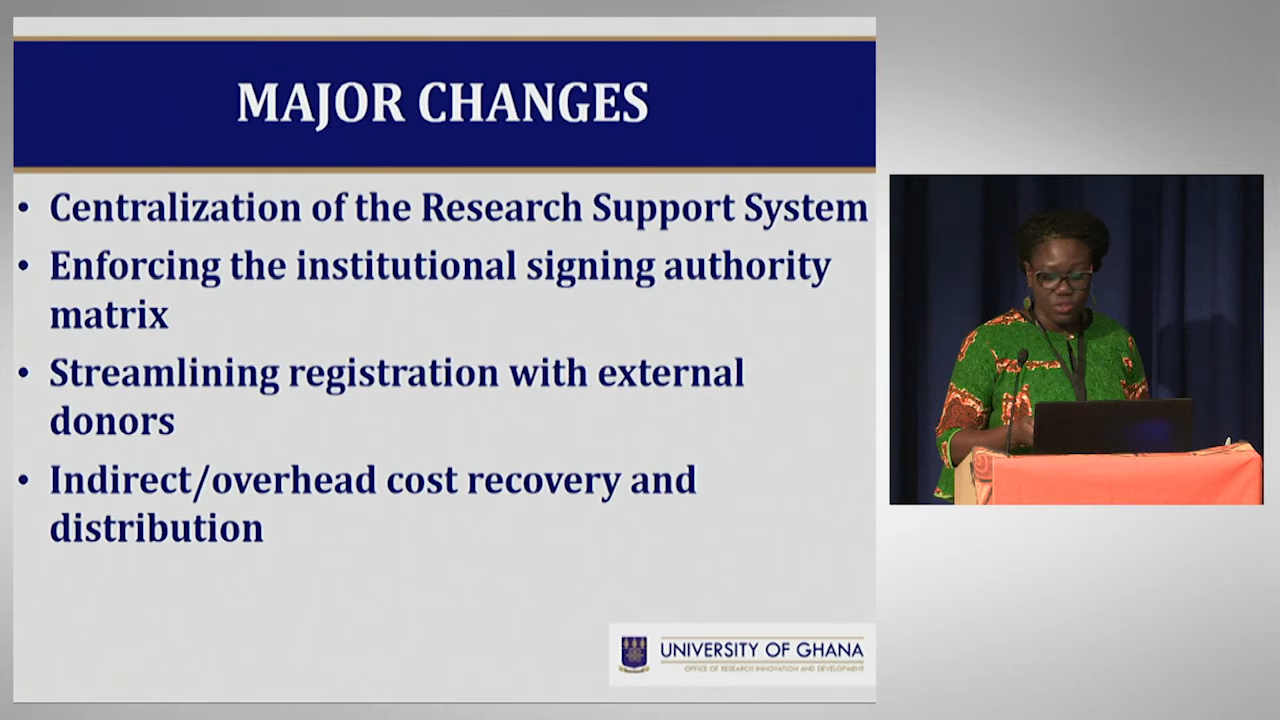 MAJOR CHANGES
• Centralization of the Research Support System
• Enforcing the institutional signing authority
matrix
• Streamlining registration with external
donors
• Indirect/overhead cost recovery and
distribution
UNIVERSITY OF GHANA
OFFICE OF RESEARCH INNOVATION AND DEVELOPMENT